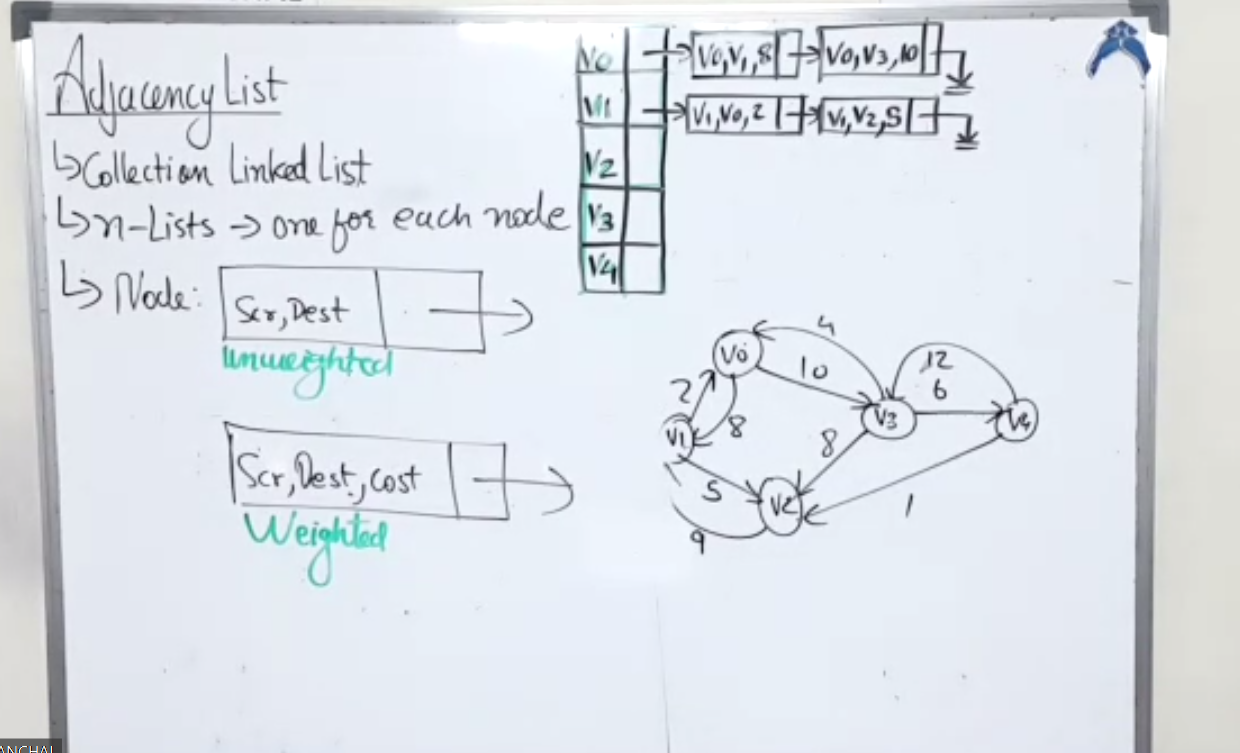 Adjacency List
↳ Collection Linked List
↳ n-Lists → one for each node
↳ Node:
Scr, Dest
Unweighted
Scr, Dest, Cost
Weighted
V0 → V0, V1, 8 → V0, V3, 10
V1 → V1, V0, 2 → V1, V2, 5
V2
V3
V4
4
V0
10
12
6
2
8
V3
V4
V1
8
5
V2
1
9
ANCHAL